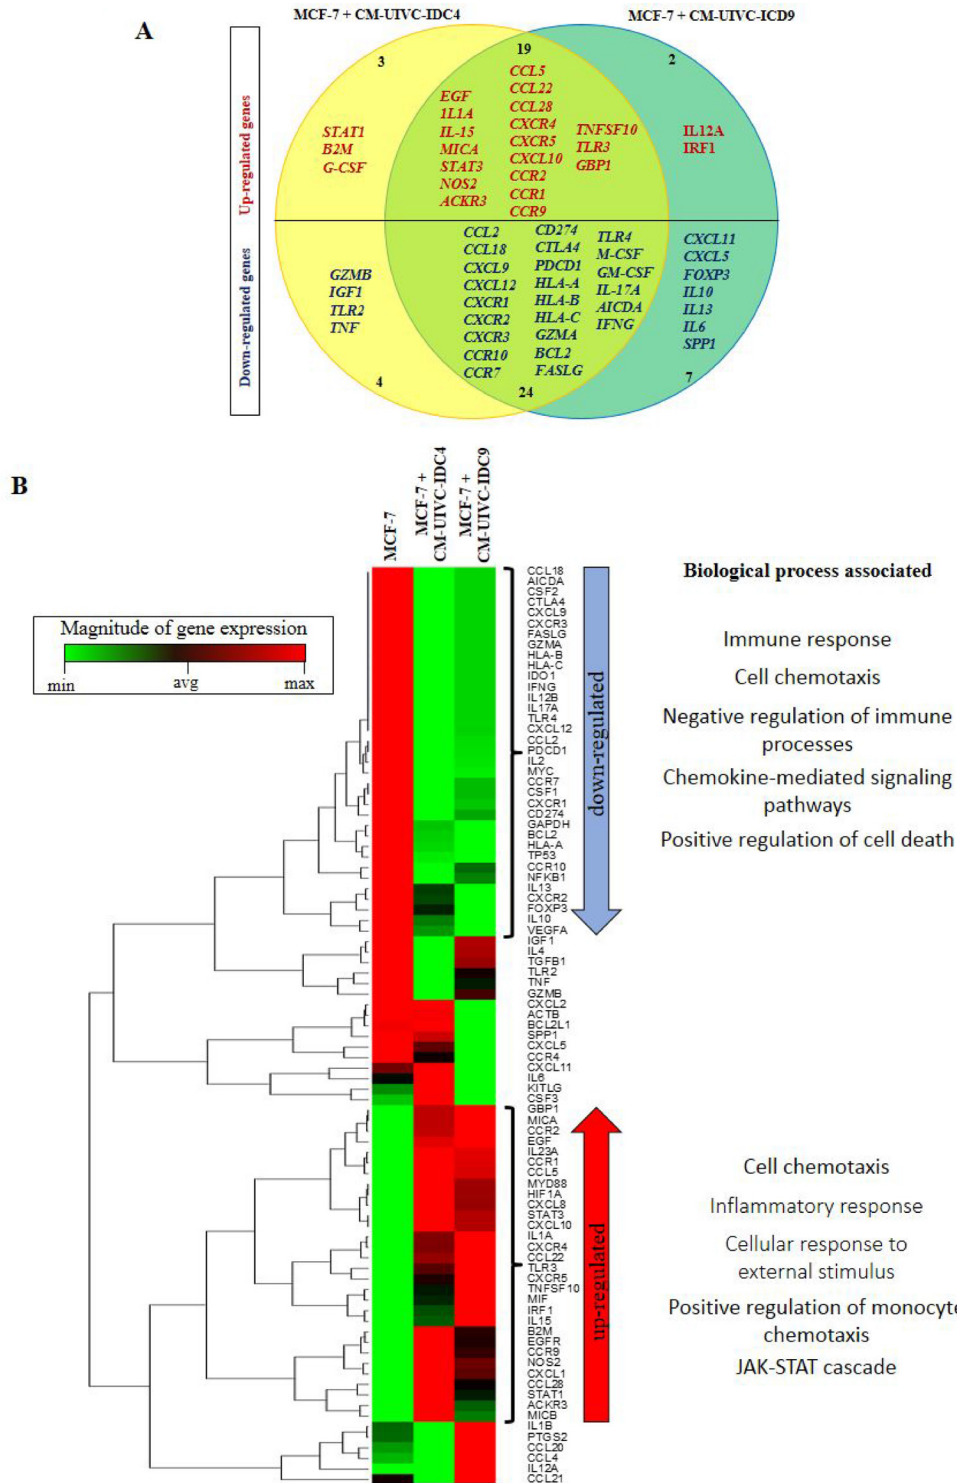 MCF-7 + CM-UIVC-IDC4
MCF-7 + CM-UIVC-ICD9
A
Up-regulated genes
Down-regulated genes
3
19
2
STAT1
B2M
G-CSF
EGF
1L1A
IL-15
MICA
STAT3
NOS2
ACKR3
CCL5
CCL22
CCL28
CXCR4
CXCR5
CXCL10
CCR2
CCR1
CCR9
TNFSF10
TLR3
GBP1
IL12A
IRF1
GZMB
IGF1
TLR2
TNF
CCL2
CCL18
CXCL9
CXCL12
CXCR1
CXCR2
CXCR3
CCR10
CCR7
CD274
CTLA4
PDCD1
HLA-A
HLA-B
HLA-C
GZMA
BCL2
FASLG
TLR4
M-CSF
GM-CSF
IL-17A
AICDA
IFNG
CXCL11
CXCL5
FOXP3
IL10
IL13
IL6
SPP1
4
24
7
B
MCF-7
MCF-7 +
CM-UIVC-IDC4
MCF-7 +
CM-UIVC-IDC9
Magnitude of gene expression
min
avg
max
CCL18
AICDA
CSF2
CTLA4
CXCL9
CXCR3
FASLG
GZMA
HLA-B
HLA-C
IDO1
IFNG
IL12B
IL17A
TLR4
CXCL12
CCL2
PDCD1
IL2
MYC
CCR7
CSF1
CXCR1
CD274
GAPDH
BCL2
HLA-A
TP53
CCR10
NFKB1
IL13
CXCR2
FOXP3
IL10
VEGFA
IGF1
IL4
TGFB1
TLR2
TNF
GZMB
CXCL2
ACTB
BCL2L1
SPP1
CXCL5
CCR4
CXCL11
IL6
KITLG
CSF3
GBP1
MICA
CCR2
EGF
IL23A
CCR1
CCL5
MYD88
HIF1A
CXCL8
STAT3
CXCL10
IL1A
CXCR4
CCL22
TLR3
CXCR5
TNFSF10
MIF
IRF1
IL15
B2M
EGFR
CCR9
NOS2
CXCL1
CCL28
STAT1
ACKR3
MICB
IL1B
PTGS2
CCL20
CCL4
IL12A
CCL21
down-regulated
up-regulated
Biological process associated
Immune response
Cell chemotaxis
Negative regulation of immune
processes
Chemokine-mediated signaling
pathways
Positive regulation of cell death
Cell chemotaxis
Inflammatory response
Cellular response to
external stimulus
Positive regulation of monocyte
chemotaxis
JAK-STAT cascade